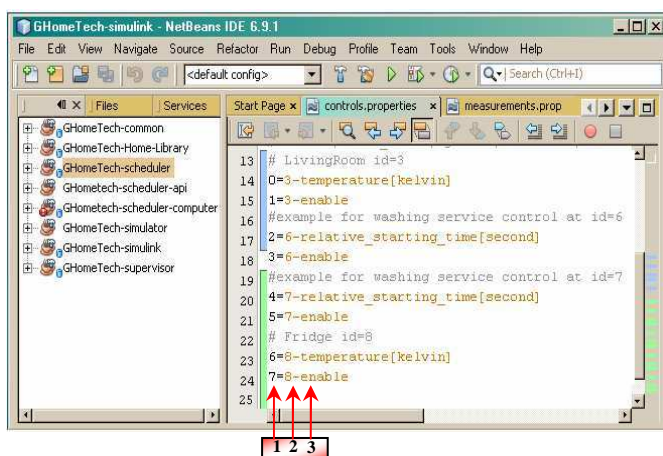 GHomeTech-simulink - NetBeans IDE 6.9.1
File Edit View Navigate Source Refactor Run Debug Profile Team Tools Window Help
<default config>
Search (Ctrl+I)
Files Services
Start Page controls.properties measurements.prop
GHomeTech-common
GHomeTech-Home-Library
GHomeTech-scheduler
GHometech-scheduler-api
GHometech-scheduler-computer
GHomeTech-simulator
GHomeTech-simulink
GHomeTech-supervisor
13 # LivingRoom id=3
14 0=3-temperature[kelvin]
15 1=3-enable
16 #example for washing service control at id=6
17 2=6-relative_starting_time[second]
18 3=6-enable
19 #example for washing service control at id=7
20 4=7-relative_starting_time[second]
21 5=7-enable
22 # Fridge id=8
23 6=8-temperature[kelvin]
24 7=8-enable
25
1 2 3